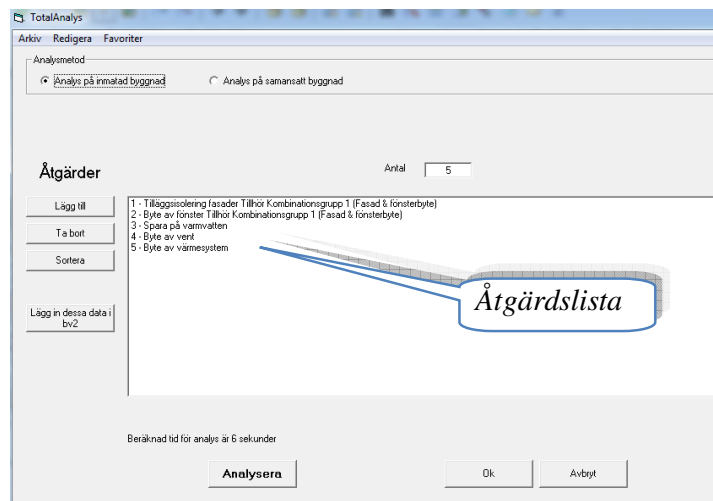 TotalAnalys
Arkiv Redigera Favoriter
Analysmetod
Analys på inmatad byggnad
Analys på samansatt byggnad
Åtgärder
Antal 5
Lägg till
Ta bort
Sortera
Lägg in dessa data i
bv2
1 - Tilläggsisolering fasader Tillhör Kombinationsgrupp 1 (Fasad & fönsterbyte)
2 - Byte av fönster Tillhör Kombinationsgrupp 1 (Fasad & fönsterbyte)
3 - Spara på varmvatten
4 - Byte av vent
5 - Byte av värmesystem
Åtgärdslista
Beräknad tid för analys är 6 sekunder
Analysera
Ok
Avbryt